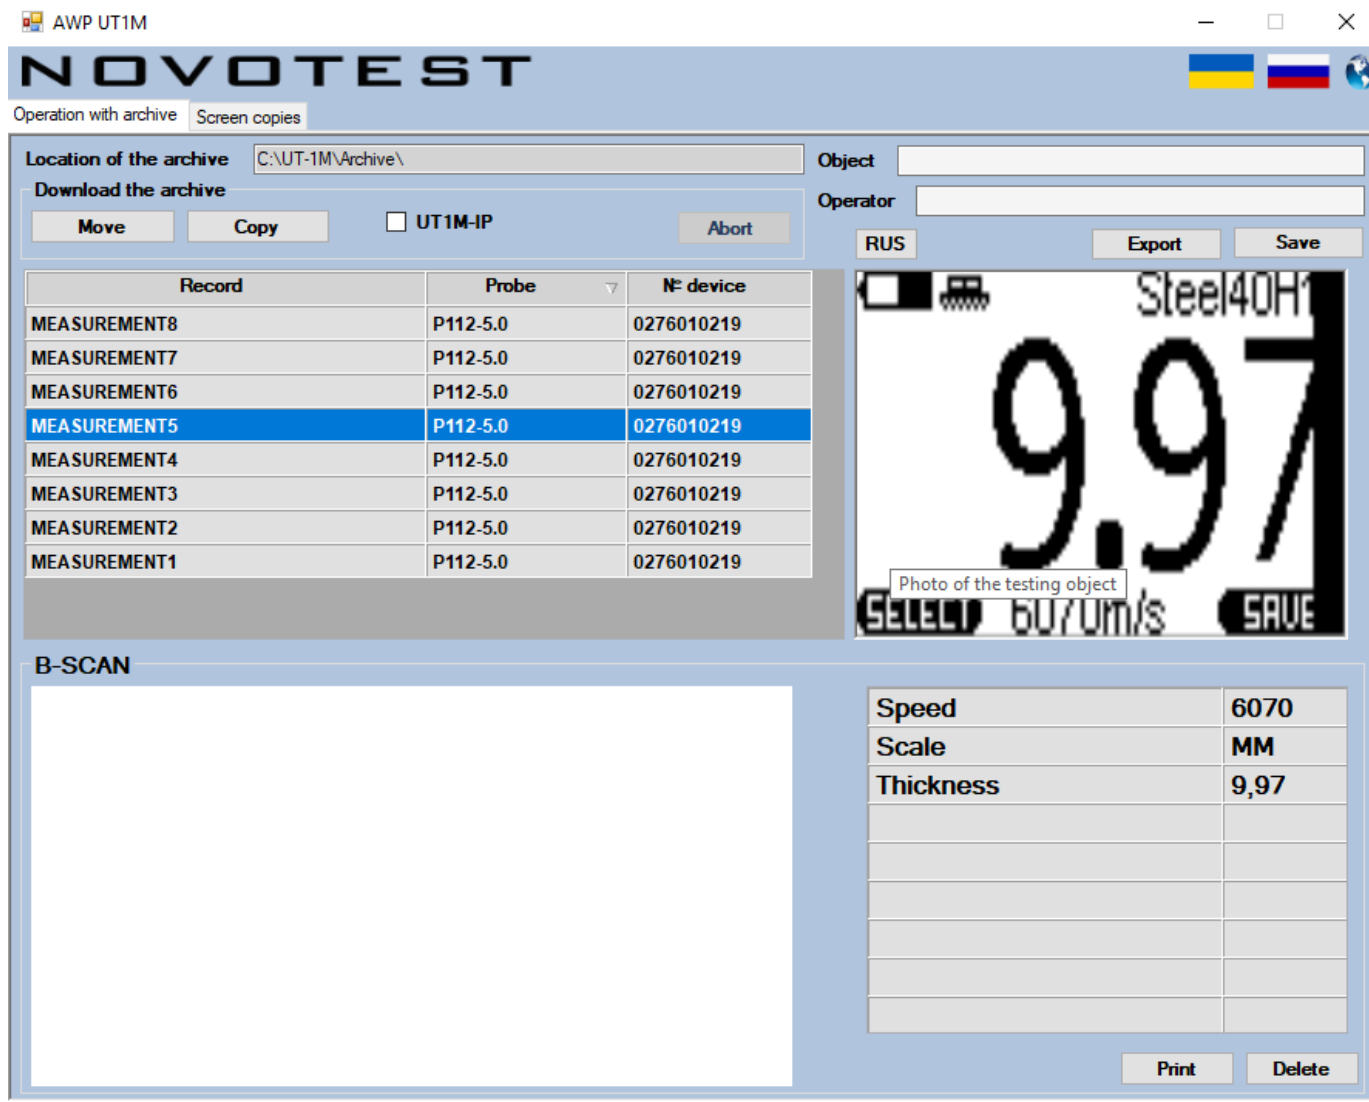 AWP UT1M
NOVOTEST
Operation with archive Screen copies
Location of the archive C:\UT-1M\Archive\ Object
Download the archive Operator
Move Copy UT1M-IP Abort
RUS Export Save
Record Probe № device
MEASUREMENT8 P112-5.0 0276010219
MEASUREMENT7 P112-5.0 0276010219
MEASUREMENT6 P112-5.0 0276010219
MEASUREMENT5 P112-5.0 0276010219
MEASUREMENT4 P112-5.0 0276010219
MEASUREMENT3 P112-5.0 0276010219
MEASUREMENT2 P112-5.0 0276010219
MEASUREMENT1 P112-5.0 0276010219
Steel40H1
9.97
Photo of the testing object
SELECT 6070m/s SAVE
B-SCAN
Speed 6070
Scale MM
Thickness 9,97
Print Delete